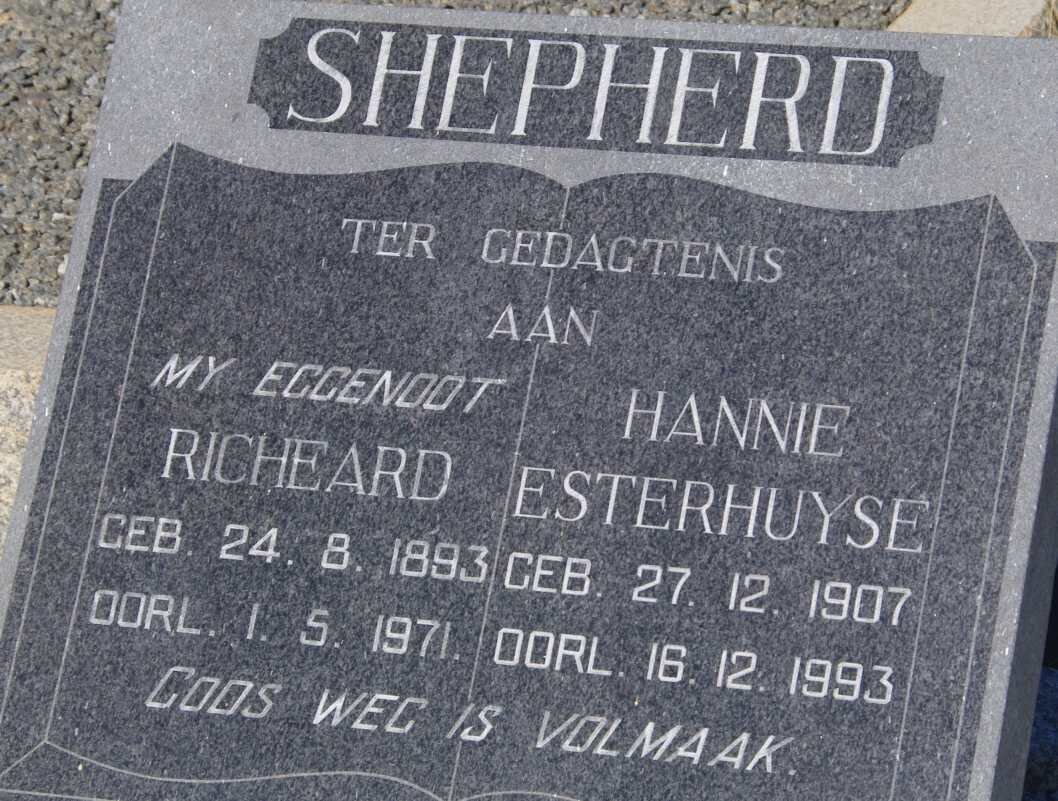 SHEPHERD
TER GEDAGTENIS
AAN
MY EGGENOOT
RICHEARD
GEB. 24. 8. 1893
OORL. 1. 5. 1971.
HANNIE
ESTERHUYSE
GEB. 27. 12. 1907
OORL. 16. 12. 1993
GODS WEG IS VOLMAAK.